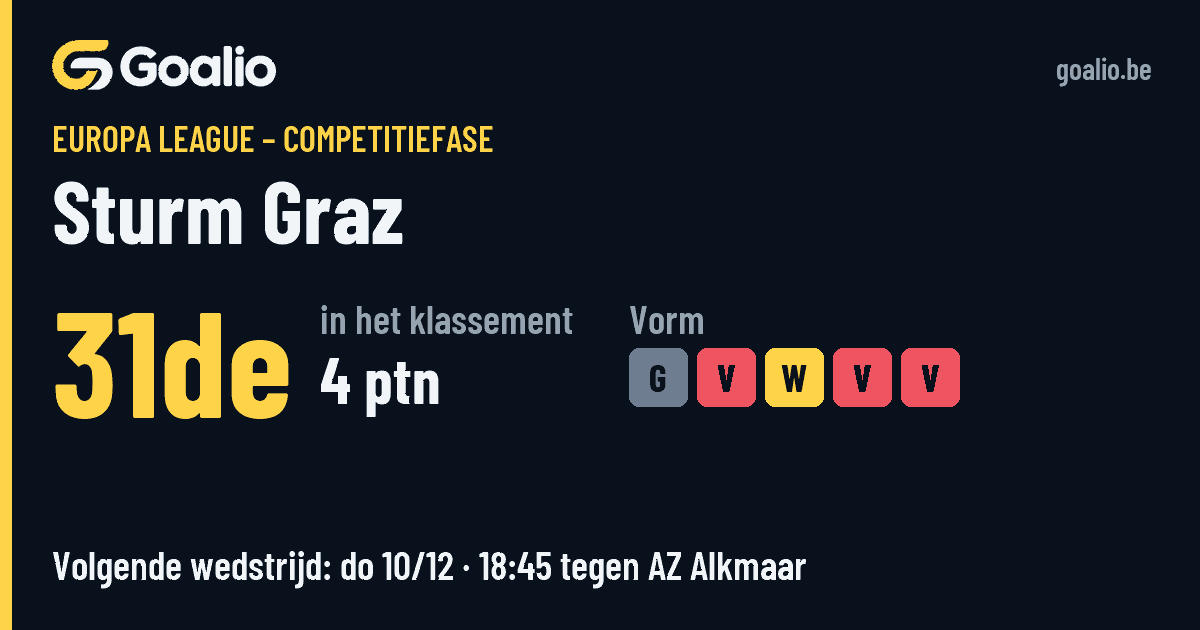 Goalio
goalio.be
EUROPA LEAGUE – COMPETITIEFASE
Sturm Graz
31de
in het klassement
4 ptn
Vorm
G V W V V
Volgende wedstrijd: do 10/12 · 18:45 tegen AZ Alkmaar